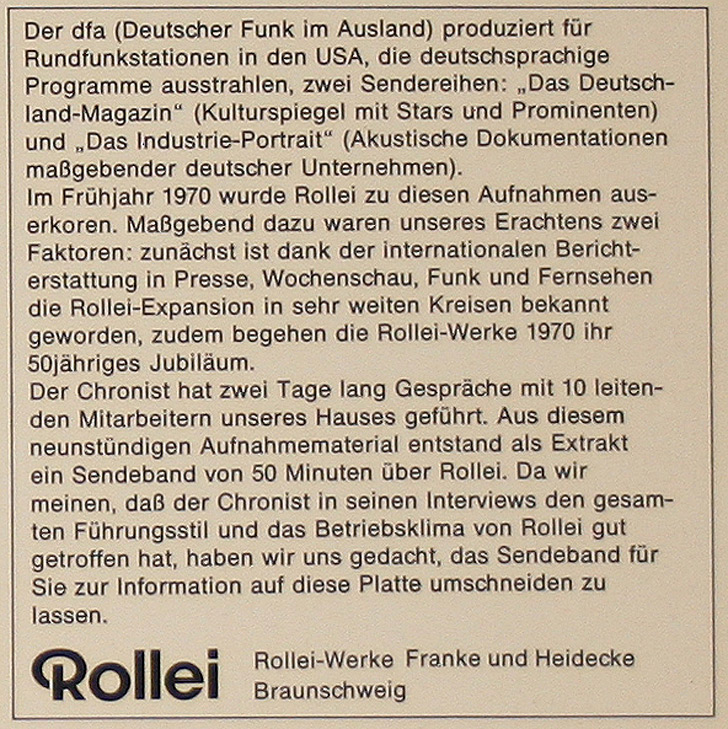 Der dfa (Deutscher Funk im Ausland) produziert für
Rundfunkstationen in den USA, die deutschsprachige
Programme ausstrahlen, zwei Sendereihen: „Das Deutsch-
land-Magazin“ (Kulturspiegel mit Stars und Prominenten)
und „Das Industrie-Portrait“ (Akustische Dokumentationen
maßgebender deutscher Unternehmen).
Im Frühjahr 1970 wurde Rollei zu diesen Aufnahmen aus-
erkoren. Maßgebend dazu waren unseres Erachtens zwei
Faktoren: zunächst ist dank der internationalen Bericht-
erstattung in Presse, Wochenschau, Funk und Fernsehen
die Rollei-Expansion in sehr weiten Kreisen bekannt
geworden, zudem begehen die Rollei-Werke 1970 ihr
50jähriges Jubiläum.
Der Chronist hat zwei Tage lang Gespräche mit 10 leiten-
den Mitarbeitern unseres Hauses geführt. Aus diesem
neunstündigen Aufnahmematerial entstand als Extrakt
ein Sendeband von 50 Minuten über Rollei. Da wir
meinen, daß der Chronist in seinen Interviews den gesam-
ten Führungsstil und das Betriebsklima von Rollei gut
getroffen hat, haben wir uns gedacht, das Sendeband für
Sie zur Information auf diese Platte umschneiden zu
lassen.
Rollei
Rollei-Werke Franke und Heidecke
Braunschweig